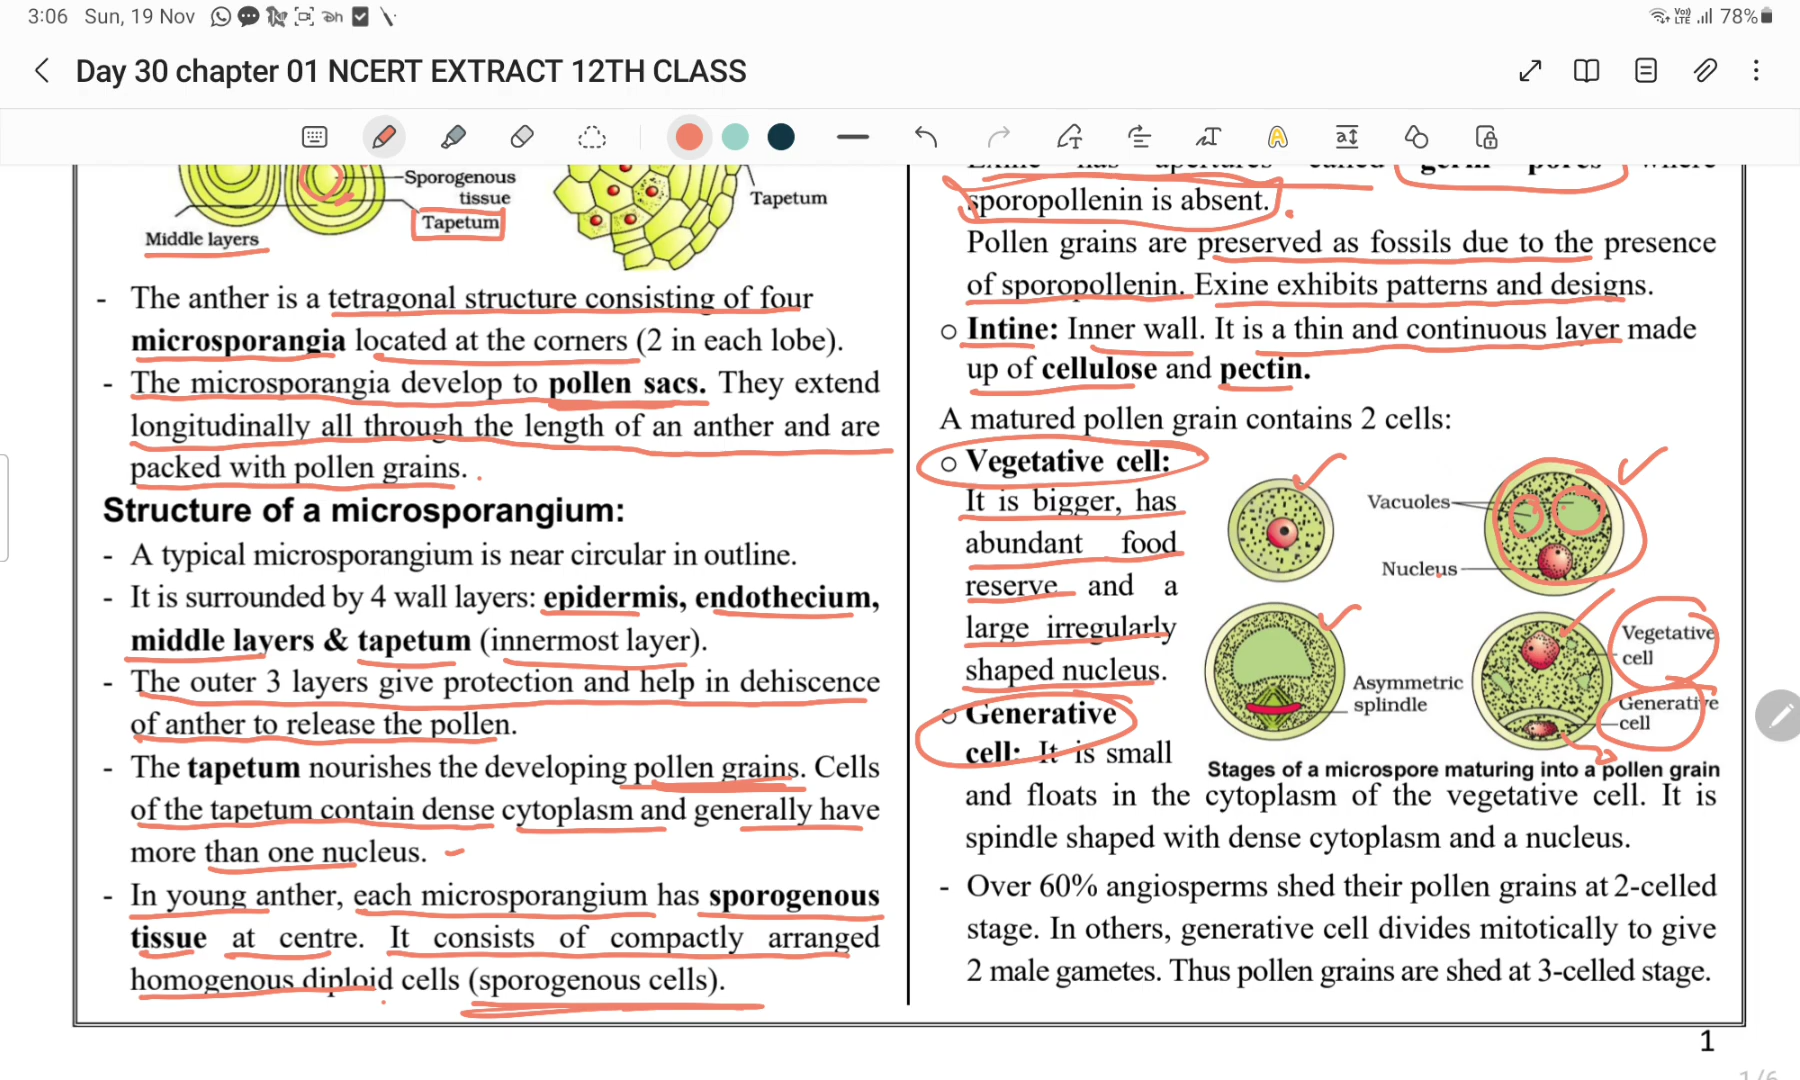 3:06 Sun, 19 Nov
78%
Day 30 chapter 01 NCERT EXTRACT 12TH CLASS
Sporogenous
tissue
Tapetum
Middle layers
Tapetum
- The anther is a tetragonal structure consisting of four
microsporangia located at the corners (2 in each lobe).
- The microsporangia develop to pollen sacs. They extend
longitudinally all through the length of an anther and are
packed with pollen grains.
Structure of a microsporangium:
- A typical microsporangium is near circular in outline.
- It is surrounded by 4 wall layers: epidermis, endothecium,
middle layers & tapetum (innermost layer).
- The outer 3 layers give protection and help in dehiscence
of anther to release the pollen.
- The tapetum nourishes the developing pollen grains. Cells
of the tapetum contain dense cytoplasm and generally have
more than one nucleus.
- In young anther, each microsporangium has sporogenous
tissue at centre. It consists of compactly arranged
homogenous diploid cells (sporogenous cells).
Exine has apertures called germ pores where
sporopollenin is absent.
Pollen grains are preserved as fossils due to the presence
of sporopollenin. Exine exhibits patterns and designs.
o Intine: Inner wall. It is a thin and continuous layer made
up of cellulose and pectin.
A matured pollen grain contains 2 cells:
o Vegetative cell:
It is bigger, has
abundant food
reserve and a
large irregularly
shaped nucleus.
o Generative
cell: It is small
Vacuoles
Nucleus
Asymmetric
spindle
Vegetative
cell
Generative
cell
Stages of a microspore maturing into a pollen grain
and floats in the cytoplasm of the vegetative cell. It is
spindle shaped with dense cytoplasm and a nucleus.
- Over 60% angiosperms shed their pollen grains at 2-celled
stage. In others, generative cell divides mitotically to give
2 male gametes. Thus pollen grains are shed at 3-celled stage.
1
1/6